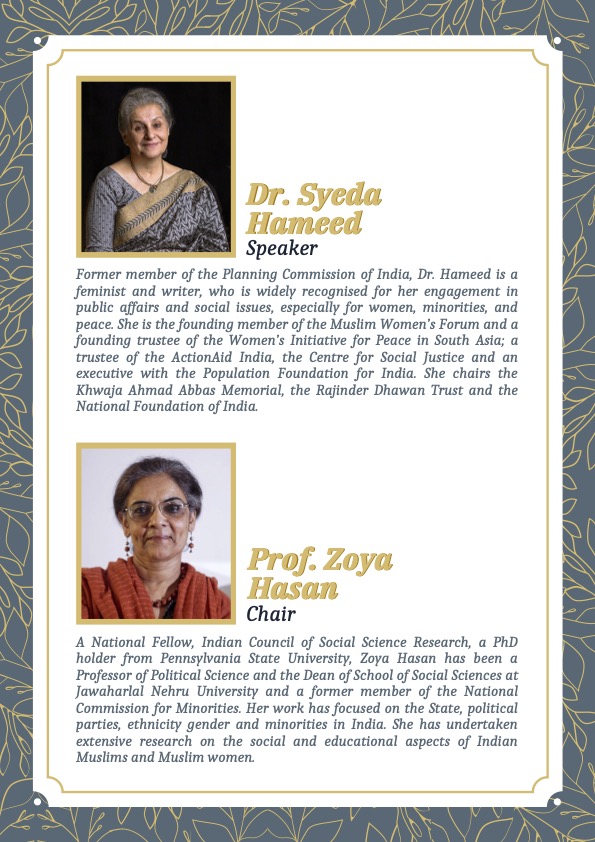 Dr. Syeda
Hameed
Speaker
Former member of the Planning Commission of India, Dr. Hameed is a
feminist and writer, who is widely recognised for her engagement in
public affairs and social issues, especially for women, minorities, and
peace. She is the founding member of the Muslim Women's Forum and a
founding trustee of the Women's Initiative for Peace in South Asia; a
trustee of the ActionAid India, the Centre for Social Justice and an
executive with the Population Foundation for India. She chairs the
Khwaja Ahmad Abbas Memorial, the Rajinder Dhawan Trust and the
National Foundation of India.
Prof. Zoya
Hasan
Chair
A National Fellow, Indian Council of Social Science Research, a PhD
holder from Pennsylvania State University, Zoya Hasan has been a
Professor of Political Science and the Dean of School of Social Sciences at
Jawaharlal Nehru University and a former member of the National
Commission for Minorities. Her work has focused on the State, political
parties, ethnicity gender and minorities in India. She has undertaken
extensive research on the social and educational aspects of Indian
Muslims and Muslim women.